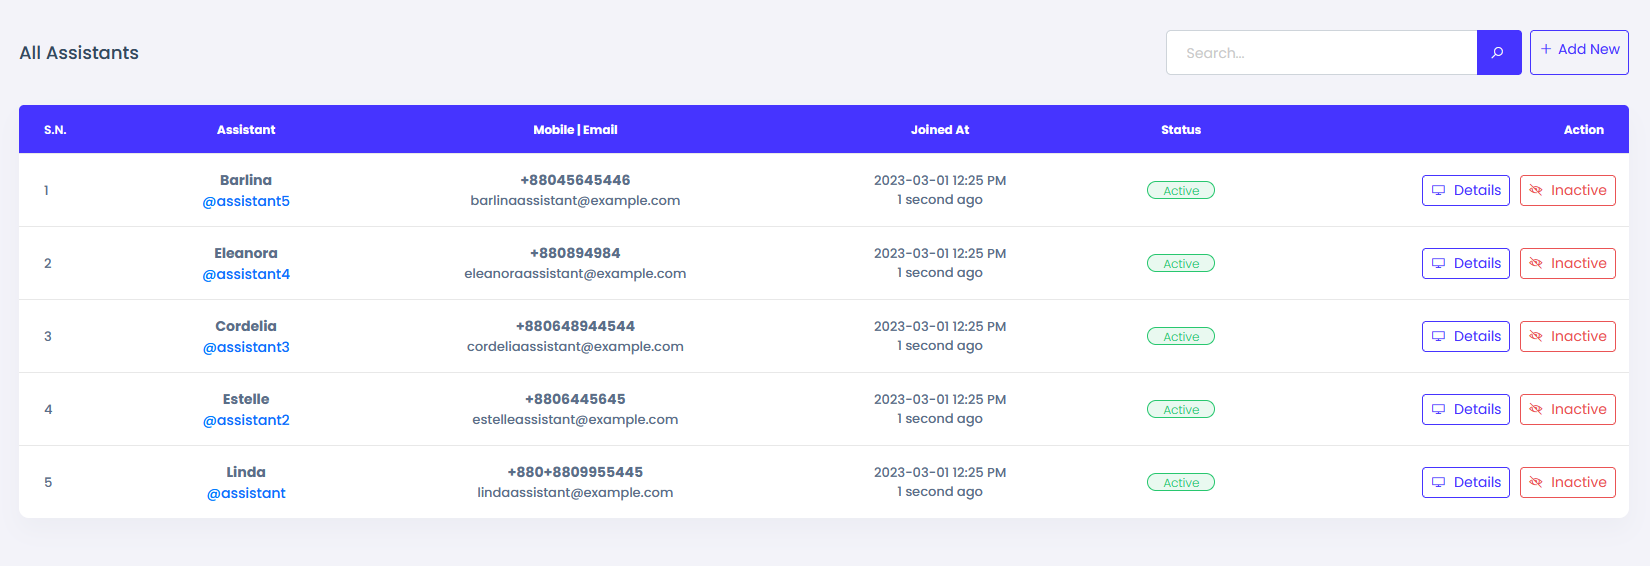 All Assistants
Search...
+ Add New
S.N. Assistant Mobile | Email Joined At Status Action
1 Barlina +88045645446 2023-03-01 12:25 PM Active Details Inactive
@assistant5 barlinaassistant@example.com 1 second ago
2 Eleanora +880894984 2023-03-01 12:25 PM Active Details Inactive
@assistant4 eleanoraassistant@example.com 1 second ago
3 Cordelia +880648944544 2023-03-01 12:25 PM Active Details Inactive
@assistant3 cordeliaassistant@example.com 1 second ago
4 Estelle +8806445645 2023-03-01 12:25 PM Active Details Inactive
@assistant2 estelleassistant@example.com 1 second ago
5 Linda +880+8809955445 2023-03-01 12:25 PM Active Details Inactive
@assistant lindaassistant@example.com 1 second ago